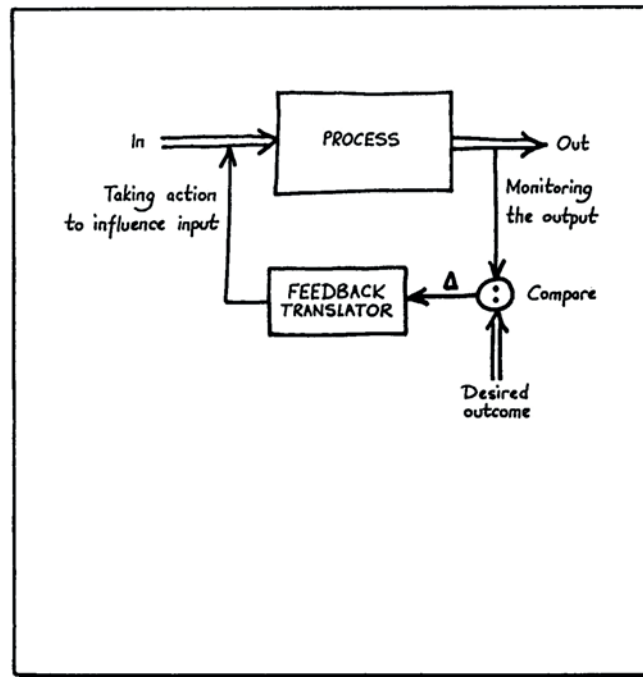 In
PROCESS
Out
Taking action
to influence input
Monitoring
the output
FEEDBACK
TRANSLATOR
Δ
:
Compare
Desired
outcome